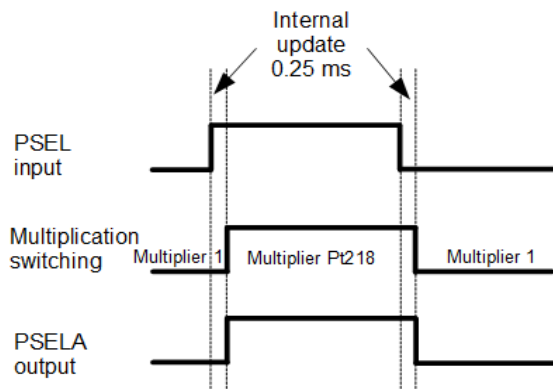 Internal
update
0.25 ms
PSEL
input
Multiplication
switching
Multiplier 1
Multiplier Pt218
Multiplier 1
PSELA
output